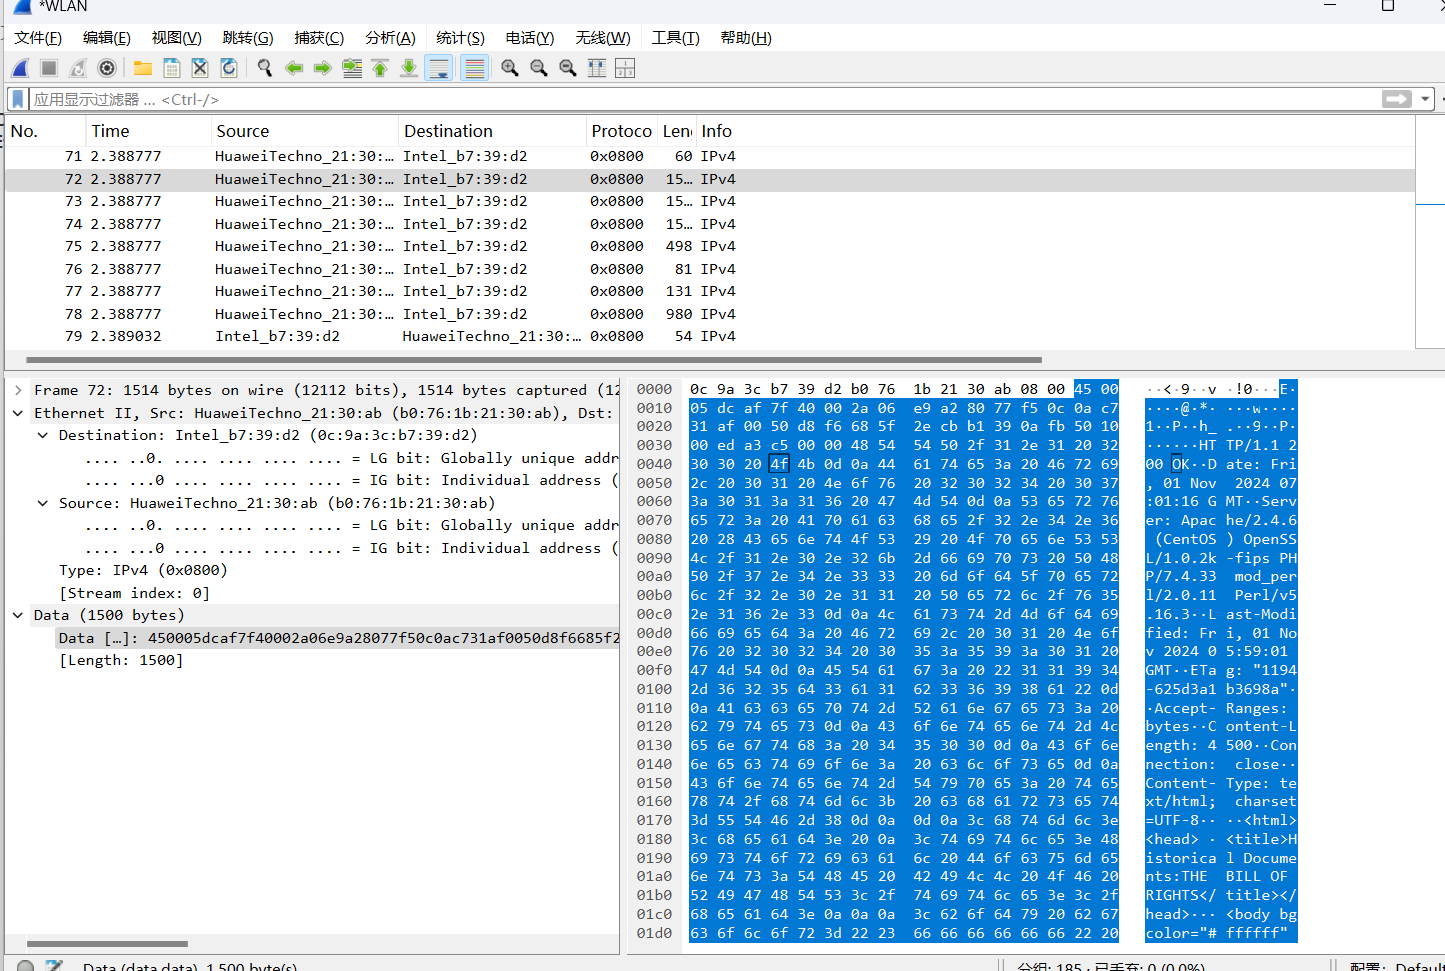 *WLAN
文件(F) 编辑(E) 视图(V) 跳转(G) 捕获(C) 分析(A) 统计(S) 电话(Y) 无线(W) 工具(T) 帮助(H)
应用显示过滤器 … <Ctrl-/>
No. Time Source Destination Protoco Len Info
71 2.388777 HuaweiTechno_21:30:… Intel_b7:39:d2 0x0800 60 IPv4
72 2.388777 HuaweiTechno_21:30:… Intel_b7:39:d2 0x0800 15… IPv4
73 2.388777 HuaweiTechno_21:30:… Intel_b7:39:d2 0x0800 15… IPv4
74 2.388777 HuaweiTechno_21:30:… Intel_b7:39:d2 0x0800 15… IPv4
75 2.388777 HuaweiTechno_21:30:… Intel_b7:39:d2 0x0800 498 IPv4
76 2.388777 HuaweiTechno_21:30:… Intel_b7:39:d2 0x0800 81 IPv4
77 2.388777 HuaweiTechno_21:30:… Intel_b7:39:d2 0x0800 131 IPv4
78 2.388777 HuaweiTechno_21:30:… Intel_b7:39:d2 0x0800 980 IPv4
79 2.389032 Intel_b7:39:d2 HuaweiTechno_21:30:… 0x0800 54 IPv4
Frame 72: 1514 bytes on wire (12112 bits), 1514 bytes captured (12
Ethernet II, Src: HuaweiTechno_21:30:ab (b0:76:1b:21:30:ab), Dst:
Destination: Intel_b7:39:d2 (0c:9a:3c:b7:39:d2)
.... ..0. .... .... .... .... = LG bit: Globally unique addr
.... ...0 .... .... .... .... = IG bit: Individual address (
Source: HuaweiTechno_21:30:ab (b0:76:1b:21:30:ab)
.... ..0. .... .... .... .... = LG bit: Globally unique addr
.... ...0 .... .... .... .... = IG bit: Individual address (
Type: IPv4 (0x0800)
[Stream index: 0]
Data (1500 bytes)
Data […]: 450005dcaf7f40002a06e9a28077f50c0ac731af0050d8f6685f2
[Length: 1500]
0000 0c 9a 3c b7 39 d2 b0 76 1b 21 30 ab 08 00 45 00 ··<·9··v ·!0···E·
0010 05 dc af 7f 40 00 2a 06 e9 a2 80 77 f5 0c 0a c7 ····@·*· ···w····
0020 31 af 00 50 d8 f6 68 5f 2e cb b1 39 0a fb 50 10 1··P··h_ .··9··P·
0030 00 ed a3 c5 00 00 48 54 54 50 2f 31 2e 31 20 32 ······HT TP/1.1 2
0040 30 30 20 4f 4b 0d 0a 44 61 74 65 3a 20 46 72 69 00 OK··D ate: Fri
0050 2c 20 30 31 20 4e 6f 76 20 32 30 32 34 20 30 37 , 01 Nov 2024 07
0060 3a 30 31 3a 31 36 20 47 4d 54 0d 0a 53 65 72 76 :01:16 G MT··Serv
0070 65 72 3a 20 41 70 61 63 68 65 2f 32 2e 34 2e 36 er: Apac he/2.4.6
0080 20 28 43 65 6e 74 4f 53 29 20 4f 70 65 6e 53 53 (CentOS ) OpenSS
0090 4c 2f 31 2e 30 2e 32 6b 2d 66 69 70 73 20 50 48 L/1.0.2k -fips PH
00a0 50 2f 37 2e 34 2e 33 33 20 6d 6f 64 5f 70 65 72 P/7.4.33 mod_per
00b0 6c 2f 32 2e 30 2e 31 31 20 50 65 72 6c 2f 76 35 l/2.0.11 Perl/v5
00c0 2e 31 36 2e 33 0d 0a 4c 61 73 74 2d 4d 6f 64 69 .16.3··L ast-Modi
00d0 66 69 65 64 3a 20 46 72 69 2c 20 30 31 20 4e 6f fied: Fr i, 01 No
00e0 76 20 32 30 32 34 20 30 35 3a 35 39 3a 30 31 20 v 2024 0 5:59:01
00f0 47 4d 54 0d 0a 45 54 61 67 3a 20 22 31 31 39 34 GMT··ETa g: "1194
0100 2d 36 32 35 64 33 61 31 62 33 36 39 38 61 22 0d -625d3a1 b3698a"·
0110 0a 41 63 63 65 70 74 2d 52 61 6e 67 65 73 3a 20 ·Accept- Ranges:
0120 62 79 74 65 73 0d 0a 43 6f 6e 74 65 6e 74 2d 4c bytes··C ontent-L
0130 65 6e 67 74 68 3a 20 34 35 30 30 0d 0a 43 6f 6e ength: 4 500··Con
0140 6e 65 63 74 69 6f 6e 3a 20 63 6c 6f 73 65 0d 0a nection: close··
0150 43 6f 6e 74 65 6e 74 2d 54 79 70 65 3a 20 74 65 Content- Type: te
0160 78 74 2f 68 74 6d 6c 3b 20 63 68 61 72 73 65 74 xt/html; charset
0170 3d 55 54 46 2d 38 0d 0a 0d 0a 3c 68 74 6d 6c 3e =UTF-8·· ··<html>
0180 3c 68 65 61 64 3e 20 0a 3c 74 69 74 6c 65 3e 48 <head> · <title>H
0190 69 73 74 6f 72 69 63 61 6c 20 44 6f 63 75 6d 65 istorica l Docume
01a0 6e 74 73 3a 54 48 45 20 42 49 4c 4c 20 4f 46 20 nts:THE BILL OF
01b0 52 49 47 48 54 53 3c 2f 74 69 74 6c 65 3e 3c 2f RIGHTS</ title></
01c0 68 65 61 64 3e 0a 0a 0a 3c 62 6f 64 79 20 62 67 head>··· <body bg
01d0 63 6f 6c 6f 72 3d 22 23 66 66 66 66 66 66 22 20 color="# ffffff"
Data (data.data), 1,500 byte(s)
分组: 185 · 已丢弃: 0 (0.0%)
配置: Default